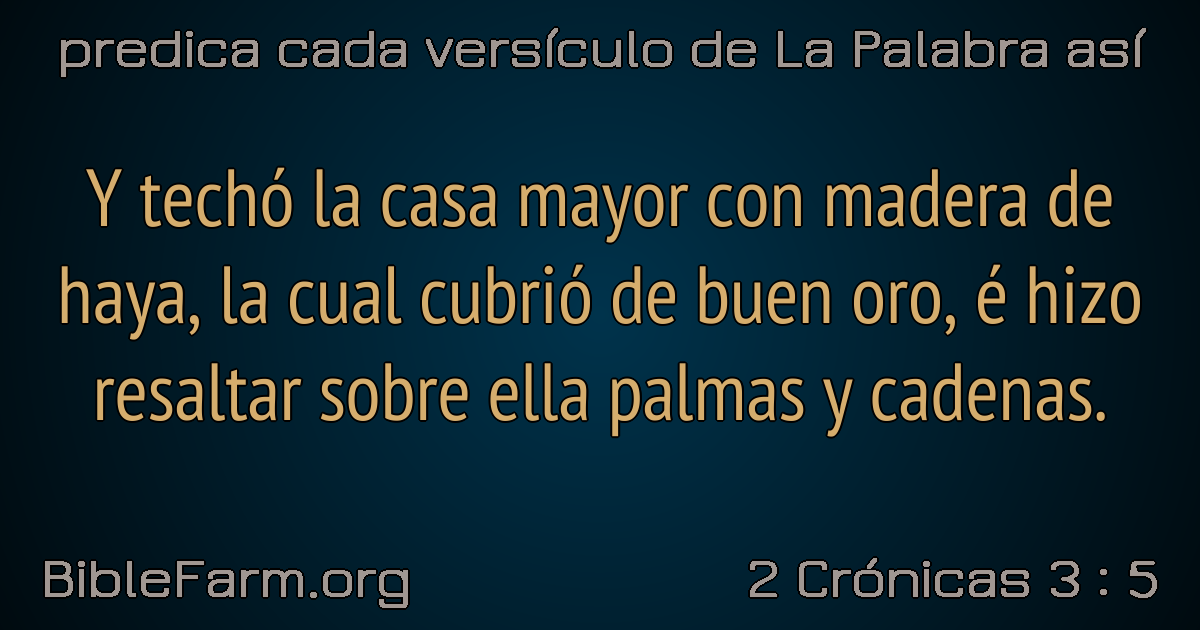 predica cada versículo de La Palabra así
Y techó la casa mayor con madera de
haya, la cual cubrió de buen oro, é hizo
resaltar sobre ella palmas y cadenas.
BibleFarm.org
2 Crónicas 3 : 5